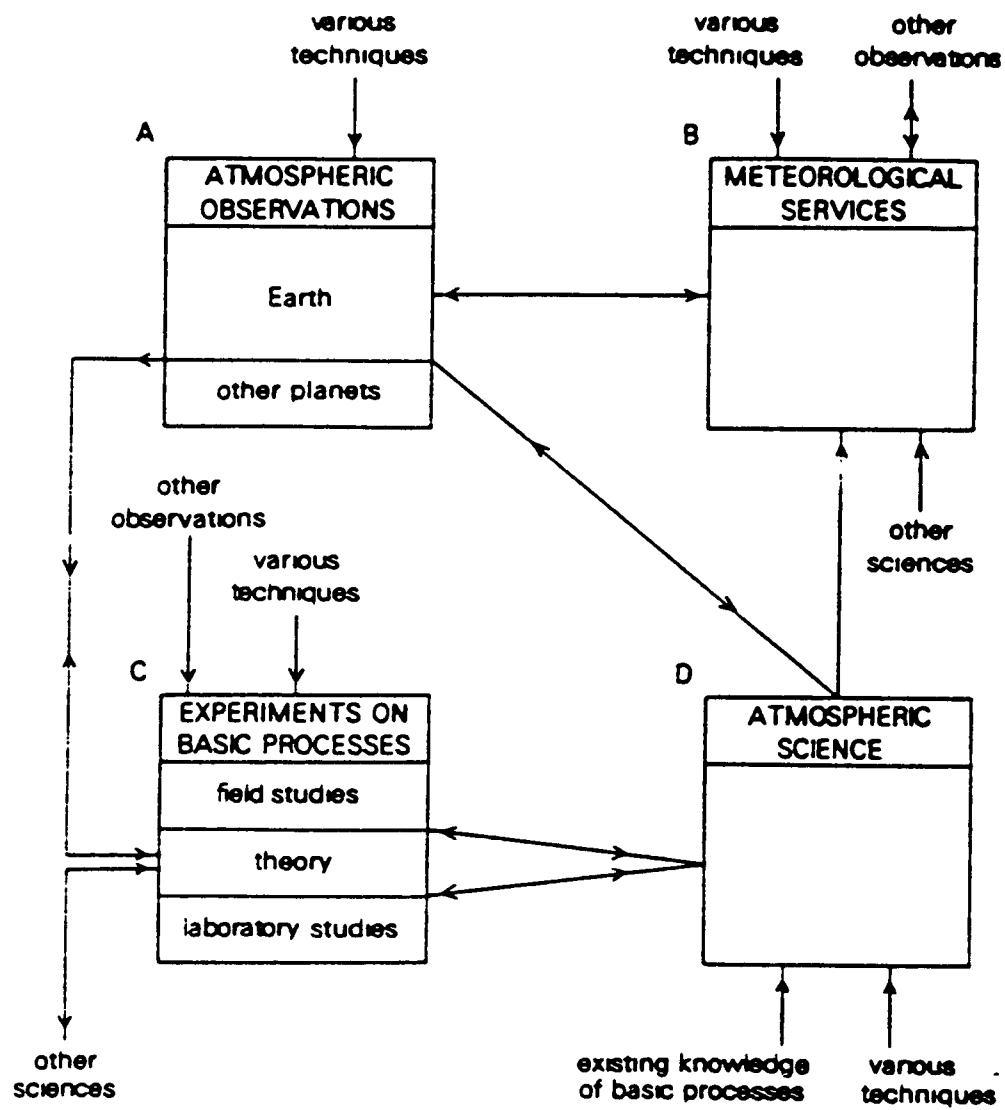 various
techniques
various
techniques
other
observations
A
B
ATMOSPHERIC
OBSERVATIONS
METEOROLOGICAL
SERVICES
Earth
other planets
other
observations
various
techniques
other
sciences
C
D
EXPERIMENTS ON
BASIC PROCESSES
ATMOSPHERIC
SCIENCE
field studies
theory
laboratory studies
other
sciences
existing knowledge
of basic processes
various
techniques